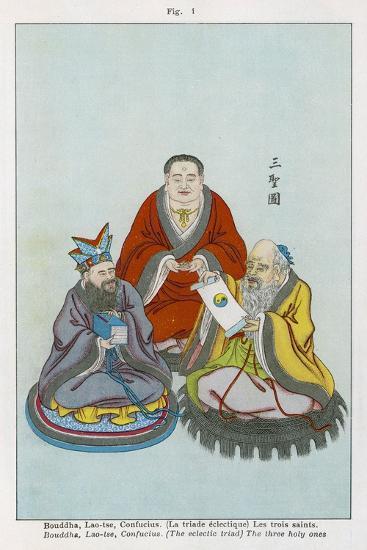 Fig. 1
三聖圖
Bouddha, Lao-tse, Confucius. (La triade éclectique) Les trois saints.
Bouddha, Lao-tse, Confucius. (The eclectic triad) The three holy ones